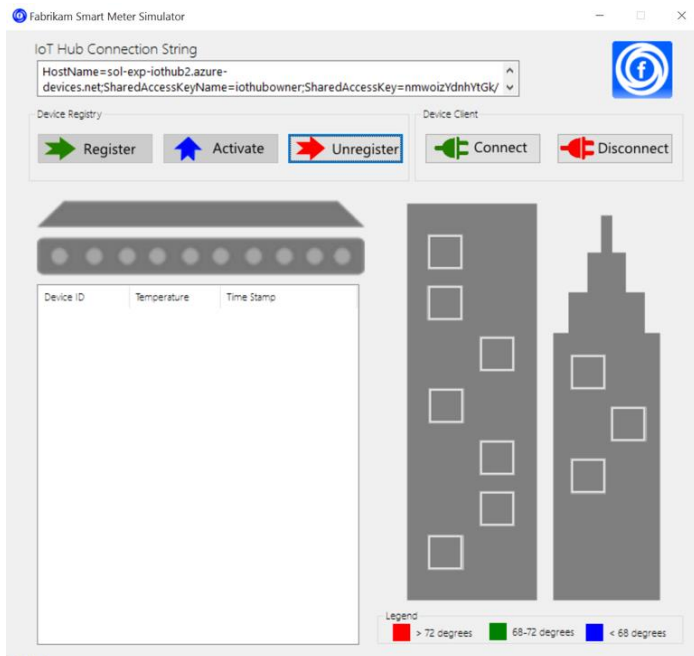 Fabrikam Smart Meter Simulator
IoT Hub Connection String
HostName=sol-exp-iothub2.azure-
devices.net;SharedAccessKeyName=iothubowner;SharedAccessKey=nmwoizYdnhYtGk/
Device Registry
Register
Activate
Unregister
Device Client
Connect
Disconnect
f
Device ID
Temperature
Time Stamp
Legend
> 72 degrees
68-72 degrees
< 68 degrees